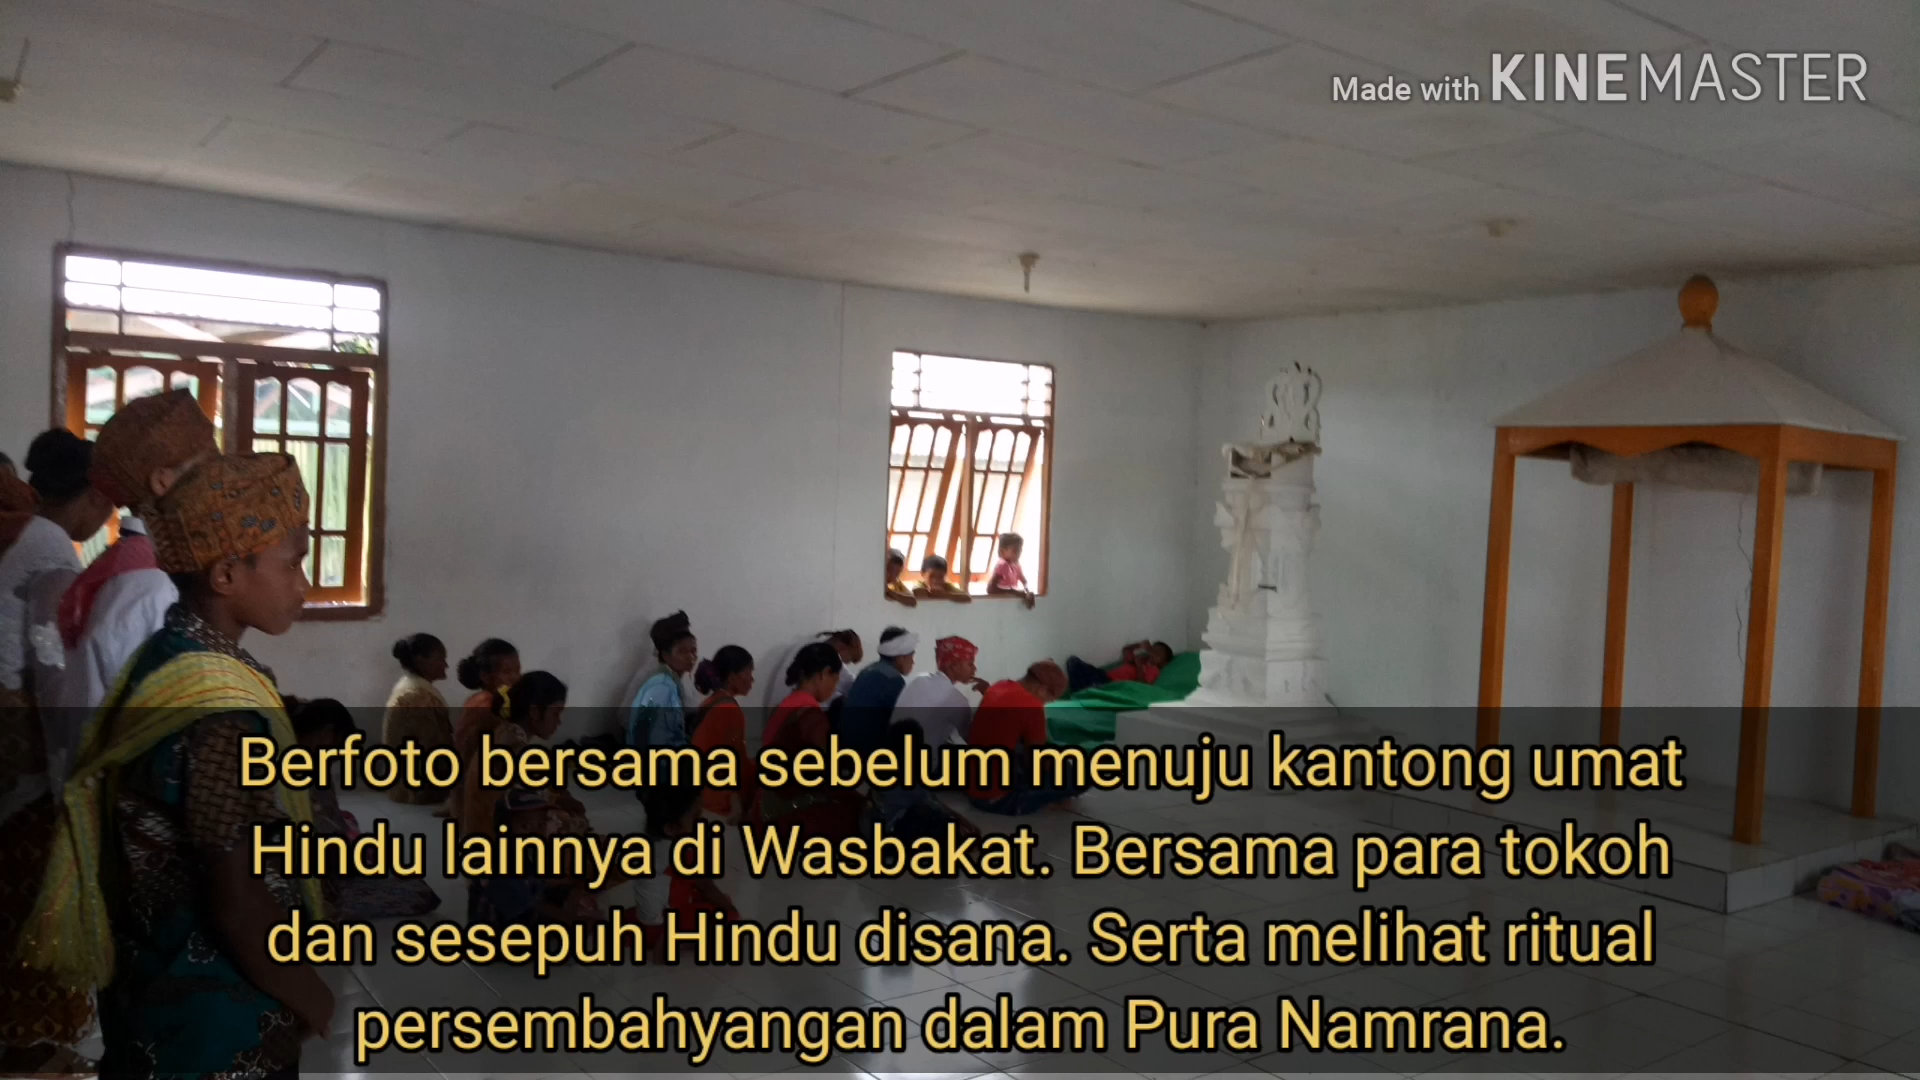 Made with KINEMASTER
Berfoto bersama sebelum menuju kantong umat
Hindu lainnya di Wasbakat. Bersama para tokoh
dan sesepuh Hindu disana. Serta melihat ritual
persembahyangan dalam Pura Namrana.